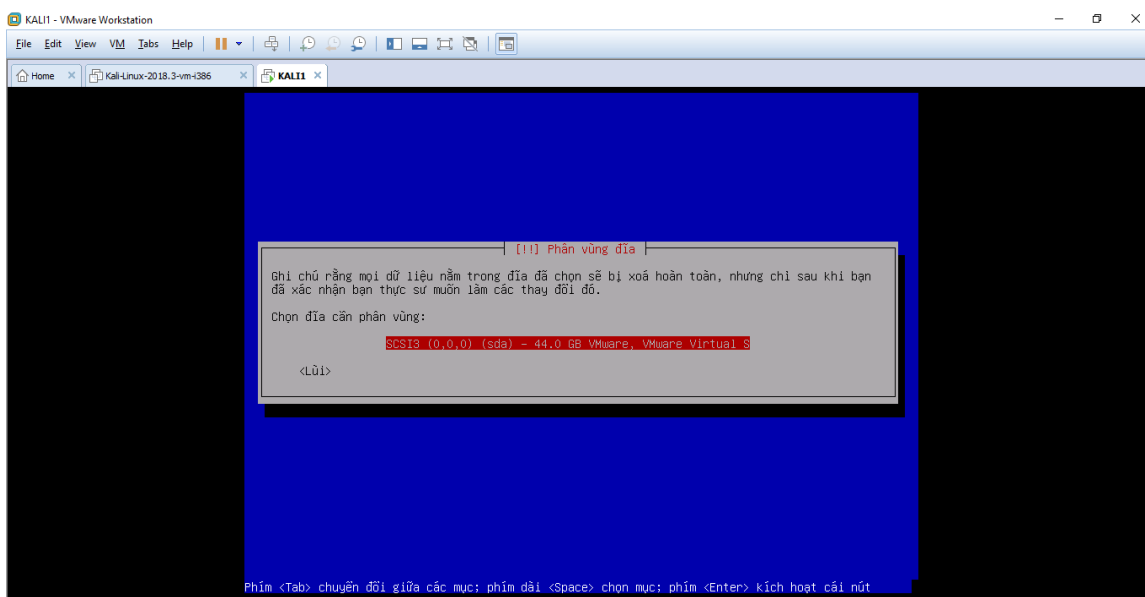 KALI1 - VMware Workstation
File Edit View VM Tabs Help
Home Kali-Linux-2018.3-vm-i386 KALI1
[!!] Phân vùng đĩa
Ghi chú rằng mọi dữ liệu nằm trong đĩa đã chọn sẽ bị xoá hoàn toàn, nhưng chỉ sau khi bạn
đã xác nhận bạn thực sự muốn làm các thay đổi đó.
Chọn đĩa cần phân vùng:
SCSI3 (0,0,0) (sda) - 44.0 GB VMware, VMware Virtual S
<Lùi>
Phím <Tab> chuyển đổi giữa các mục; phím dài <Space> chọn mục; phím <Enter> kích hoạt cái nút